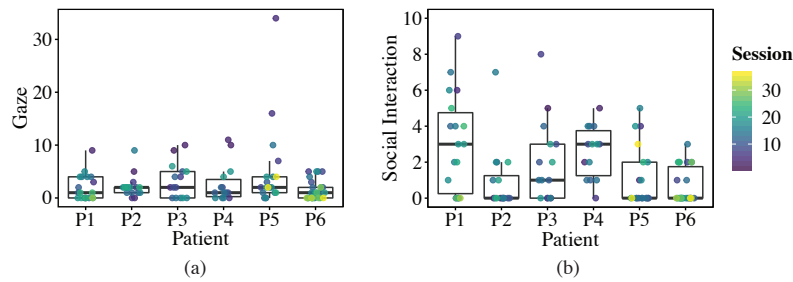 30
20
10
0
Gaze
P1 P2 P3 P4 P5 P6
Patient
(a)
10
8
6
4
2
0
Social Interaction
P1 P2 P3 P4 P5 P6
Patient
(b)
Session
30
20
10